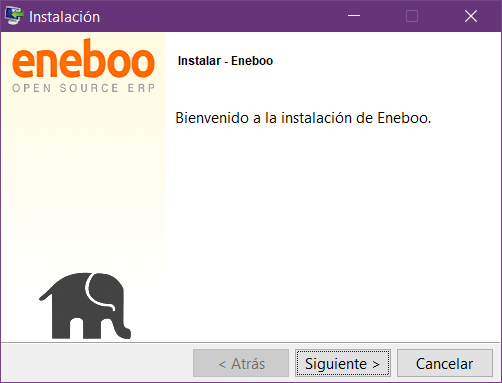 Instalación
eneboo
OPEN SOURCE ERP
Instalar - Eneboo
Bienvenido a la instalación de Eneboo.
< Atrás
Siguiente >
Cancelar